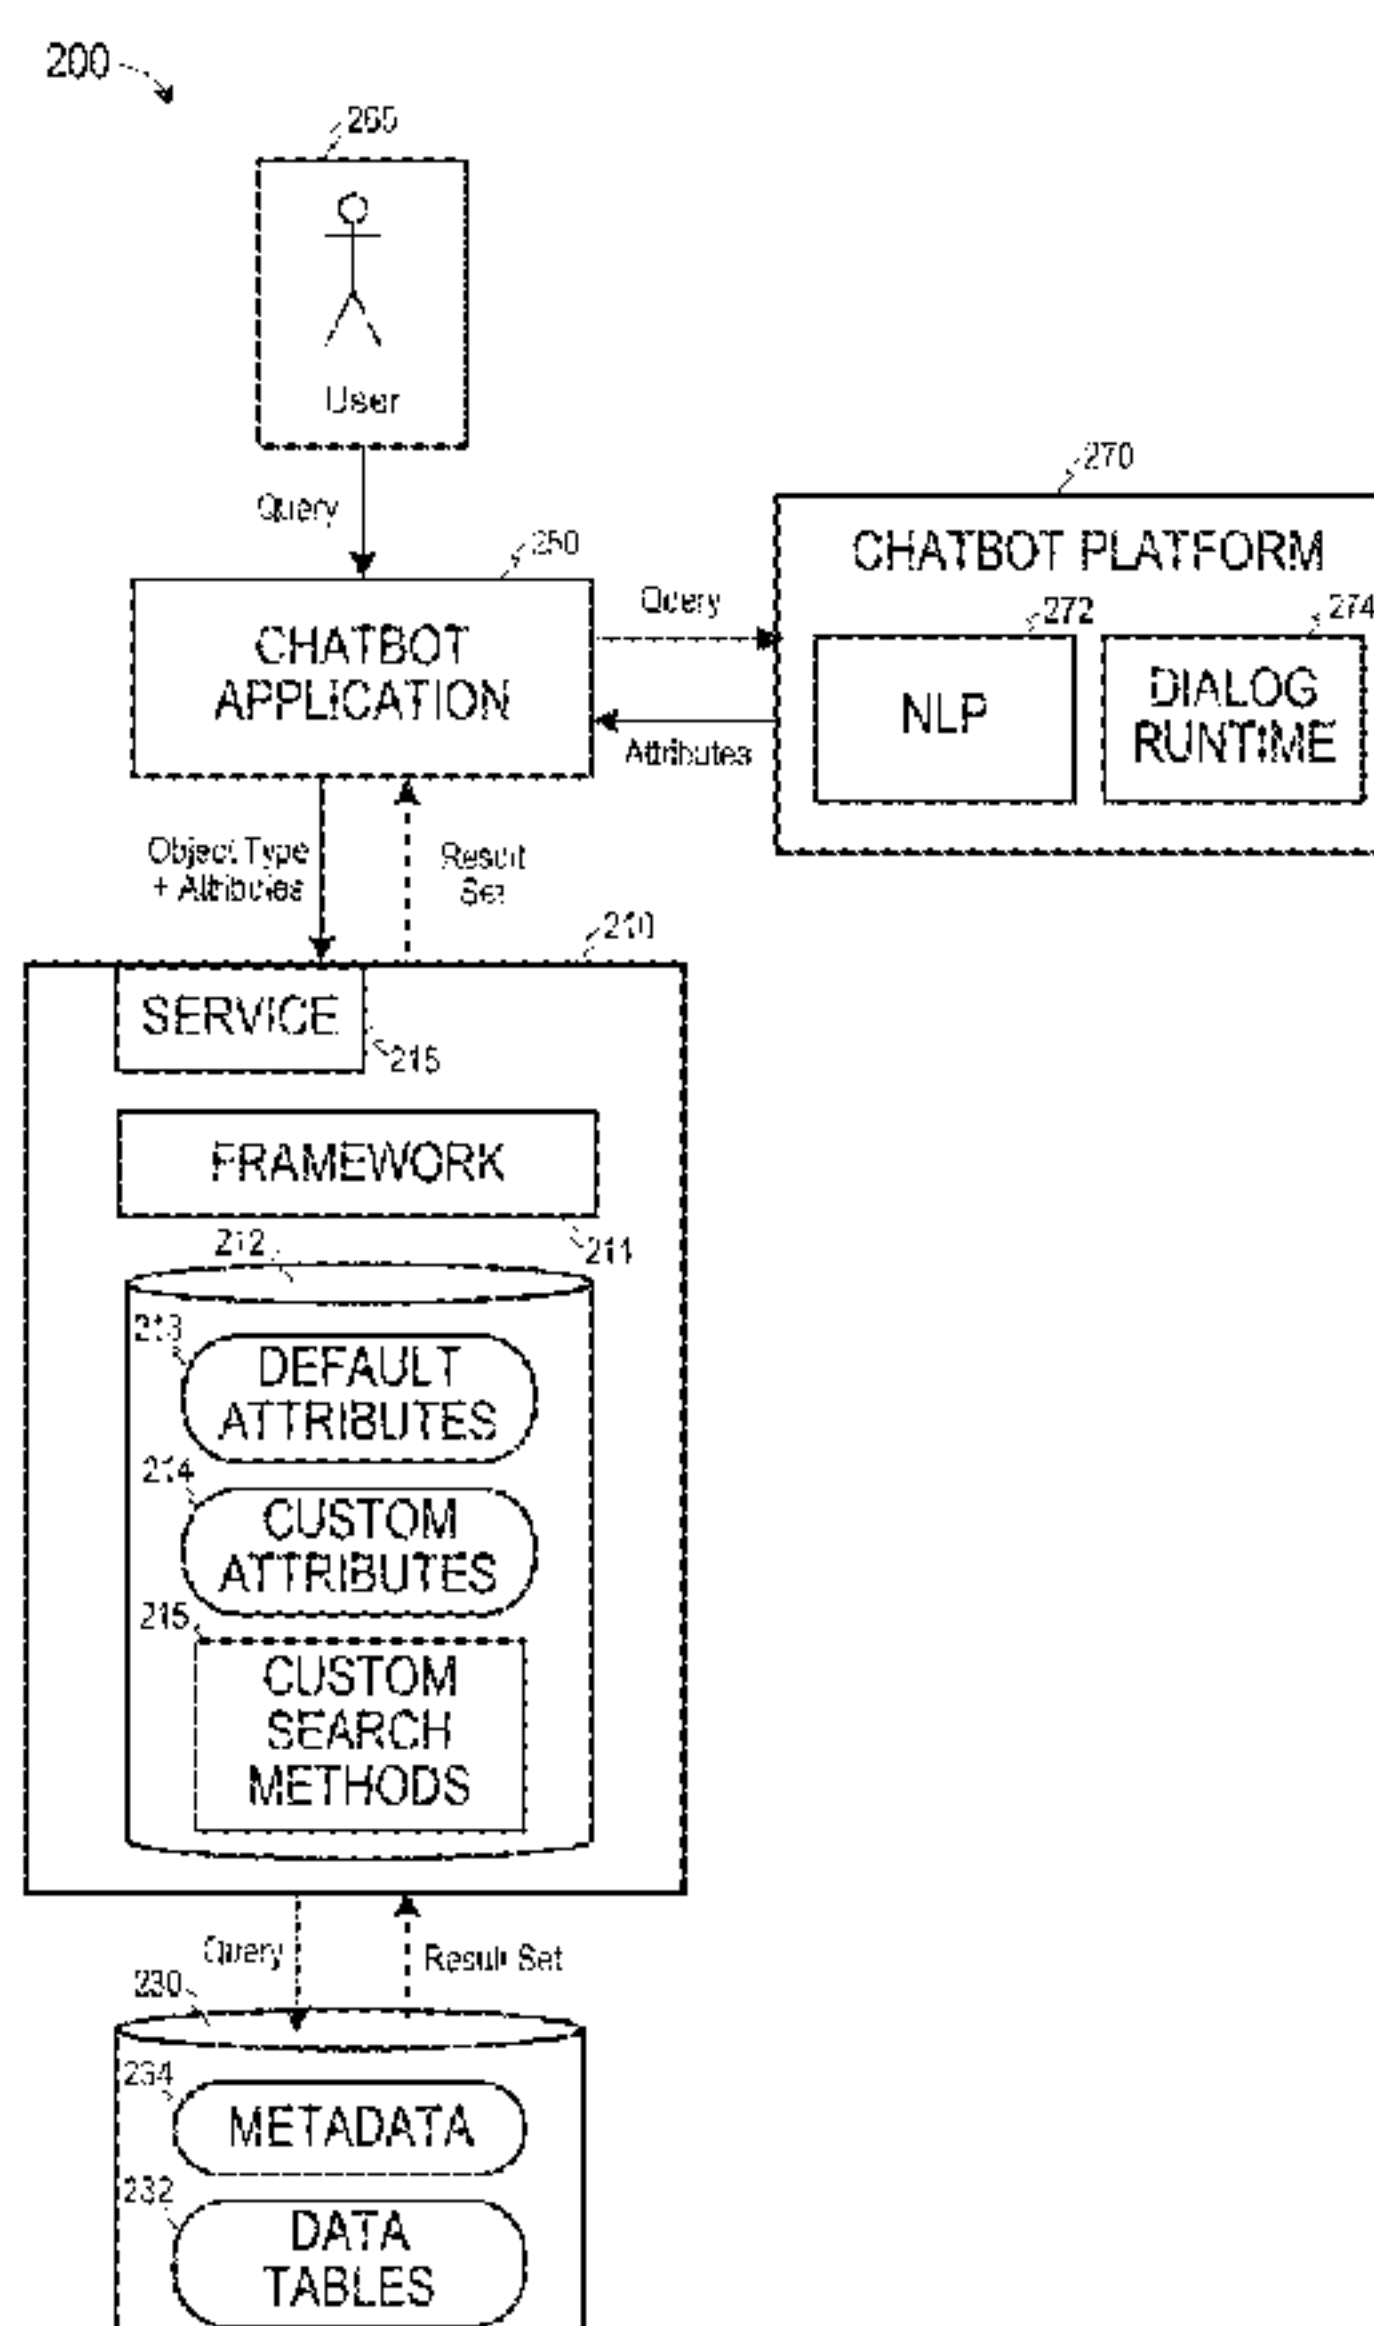 200
265
User
Query
250
CHATBOT
APPLICATION
Query
Attributes
270
CHATBOT PLATFORM
272
NLP
274
DIALOG
RUNTIME
Object Type
+ Attributes
Result
Set
210
SERVICE
FRAMEWORK
211
212
213
DEFAULT
ATTRIBUTES
214
CUSTOM
ATTRIBUTES
215
CUSTOM
SEARCH
METHODS
Query
Result Set
230
234
METADATA
232
DATA
TABLES